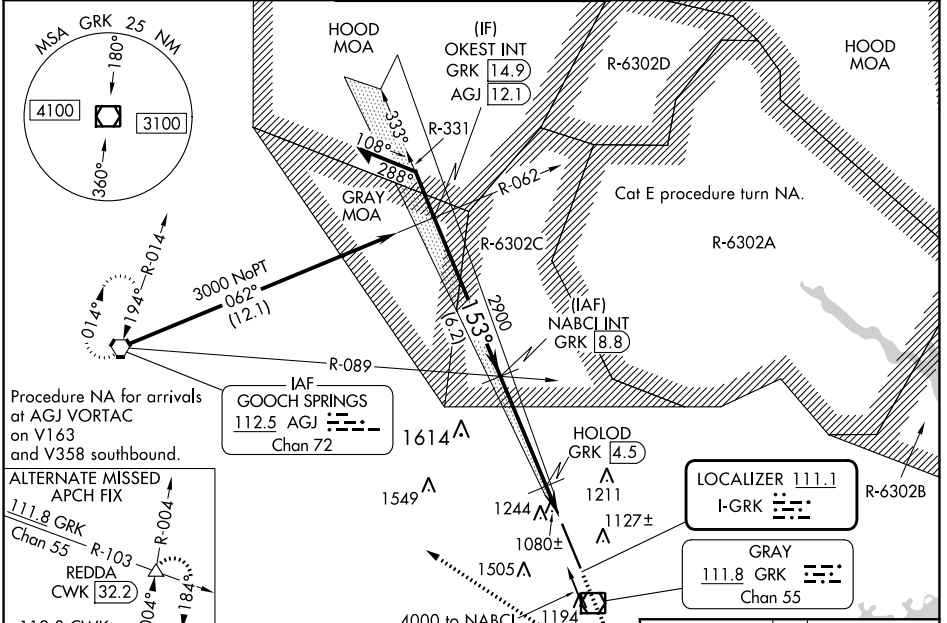 MSA GRK 25 NM
180°
4100
3100
360°
HOOD
MOA
(IF)
OKEST INT
GRK 14.9
AGJ 12.1
R-6302D
HOOD
MOA
333°
R-331
108°
288°
R-062
GRAY
MOA
Cat E procedure turn NA.
R-6302C
R-6302A
R-014
194°
014°
3000 NoPT
062°
(12.1)
2900
153°
(6.2)
(IAF)
NABCI INT
GRK 8.8
R-089
Procedure NA for arrivals
at AGJ VORTAC
on V163
and V358 southbound.
IAF
GOOCH SPRINGS
112.5 AGJ
Chan 72
1614
HOLOD
GRK 4.5
1549
1244
1211
1127±
1080±
1505
LOCALIZER 111.1
I-GRK
R-6302B
ALTERNATE MISSED
APCH FIX
111.8 GRK
Chan 55
R-103
R-004
REDDA
CWK 32.2
004°
184°
GRAY
111.8 GRK
Chan 55
4000 to NABCI
1194